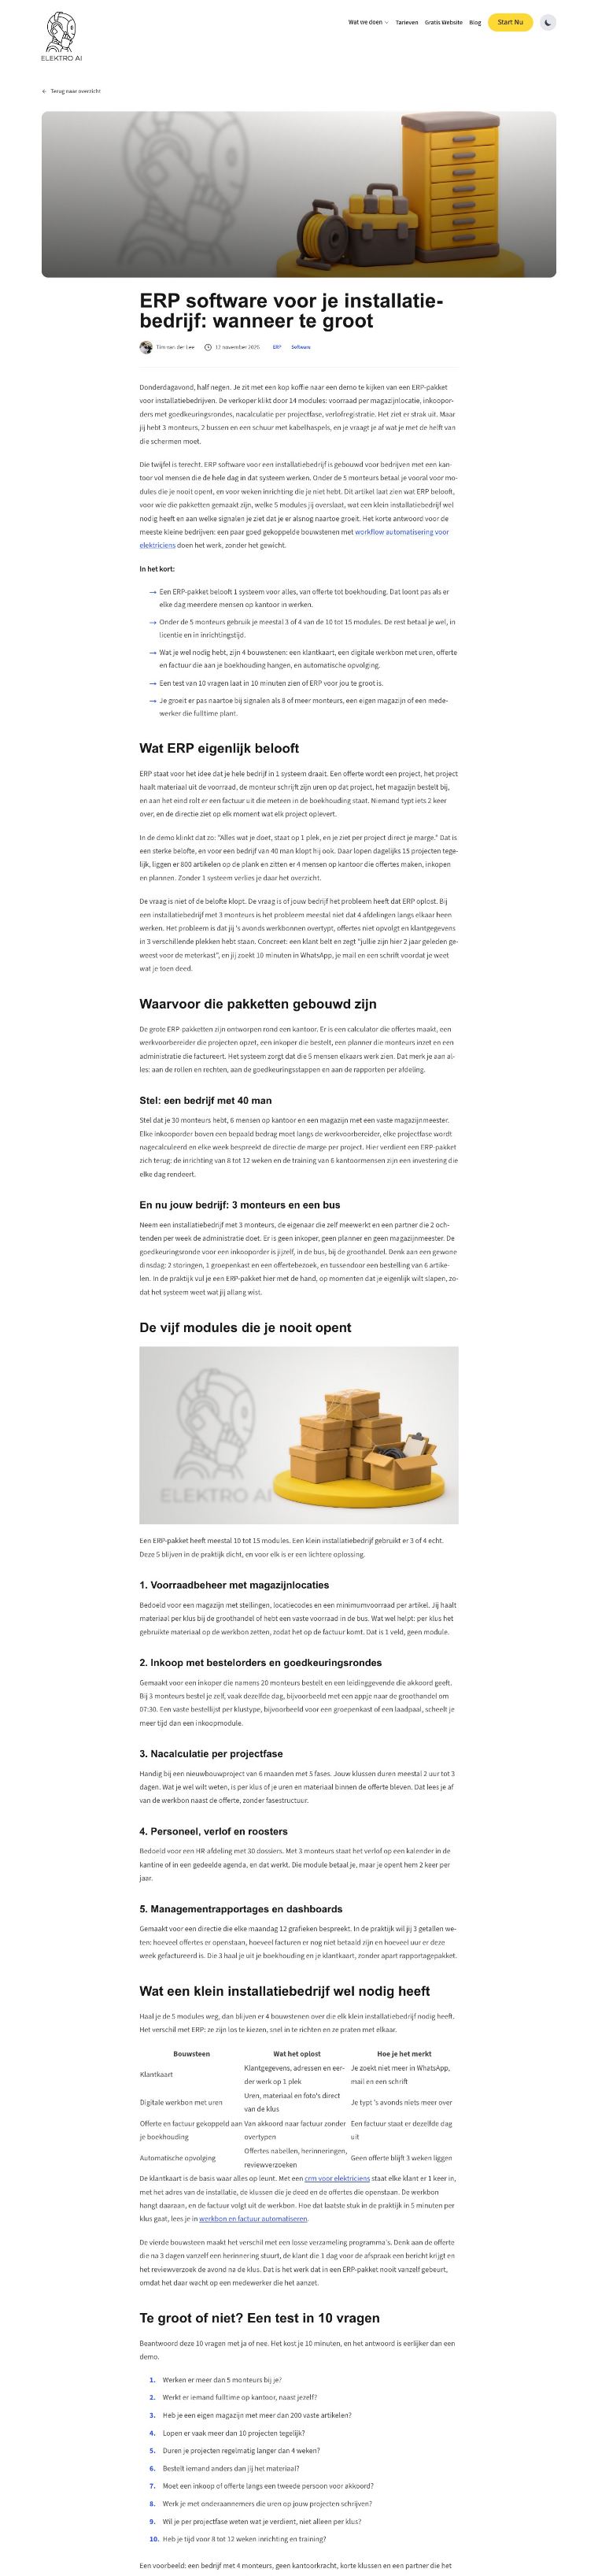 Wat we doen
Tarieven
Gratis Website
Blog
Start Nu
ELEKTRO AI
← Terug naar overzicht
ERP software voor je installatie-
bedrijf: wanneer te groot
Tim van der Lee
ERP
Software
Donderdagavond, half negen. Je zit met een kop koffie naar een demo te kijken van een ERP-pakket
voor installatiebedrijven. De verkoper klikt door 14 modules: voorraad per magazijnlocatie, inkoopor-
ders met goedkeuringsrondes, nacalculatie per projectfase, verlofregistratie. Het ziet er strak uit. Maar
jij hebt 3 monteurs, 2 bussen en een schuur met kabelhaspels, en je vraagt je af wat je met de helft van
die schermen moet.
Die twijfel is terecht. ERP software voor een installatiebedrijf is gebouwd voor bedrijven met een kan-
toor vol mensen die de hele dag in dat systeem werken. Onder de 5 monteurs betaal je vooral voor mo-
dules die je nooit opent, en voor weken inrichting die je niet hebt. Dit artikel laat zien wat ERP belooft,
voor wie die pakketten gemaakt zijn, welke 5 modules jij overslaat, wat een klein installatiebedrijf wel
nodig heeft en aan welke signalen je ziet dat je er alsnog naartoe groeit. Het korte antwoord voor de
meeste kleine bedrijven: een paar goed gekoppelde bouwstenen met workflow automatisering voor
elektriciens doen het werk, zonder het gewicht.
In het kort:
→ Een ERP-pakket belooft 1 systeem voor alles, van offerte tot boekhouding. Dat loont pas als er
elke dag meerdere mensen op kantoor in werken.
→ Onder de 5 monteurs gebruik je meestal 3 of 4 van de 10 tot 15 modules. De rest betaal je wel, in
licentie en in inrichtingstijd.
→ Wat je wel nodig hebt, zijn 4 bouwstenen: een klantkaart, een digitale werkbon met uren, offerte
en factuur die aan je boekhouding hangen, en automatische opvolging.
→ Een test van 10 vragen laat in 10 minuten zien of ERP voor jou te groot is.
→ Je groeit er pas naartoe bij signalen als 8 of meer monteurs, een eigen magazijn of een mede-
werker die fulltime plant.
Wat ERP eigenlijk belooft
ERP staat voor het idee dat je hele bedrijf in 1 systeem draait. Een offerte wordt een project, het project
haalt materiaal uit de voorraad, de monteur schrijft zijn uren op dat project, het magazijn bestelt bij,
en aan het eind rolt er een factuur uit die meteen in de boekhouding staat. Niemand typt iets 2 keer
over, en de directie ziet op elk moment wat elk project oplevert.
In de demo klinkt dat zo: "Alles wat je doet, staat op 1 plek, en je ziet per project direct je marge." Dat is
een sterke belofte, en voor een bedrijf van 40 man klopt hij ook. Daar lopen dagelijks 15 projecten tege-
lijk, liggen er 800 artikelen op de plank en zitten er 4 mensen op kantoor die offertes maken, inkopen
en plannen. Zonder 1 systeem verlies je daar het overzicht.
De vraag is niet of de belofte klopt. De vraag is of jouw bedrijf het probleem heeft dat ERP oplost. Bij
een installatiebedrijf met 3 monteurs is het probleem meestal niet dat 4 afdelingen langs elkaar heen
werken. Het probleem is dat jij 's avonds werkbonnen overtypt, offertes niet opvolgt en klantgegevens
in 3 verschillende plekken hebt staan. Concreet: een klant belt en zegt "jullie zijn hier 2 jaar geleden ge-
weest voor de meterkast", en jij zoekt 10 minuten in WhatsApp, je mail en een schrift voordat je weet
wat je toen deed.
Waarvoor die pakketten gebouwd zijn
De grote ERP-pakketten zijn ontworpen rond een kantoor. Er is een calculator die offertes maakt, een
werkvoorbereider die projecten opzet, een inkoper die bestelt, een planner die monteurs inzet en een
administratie die factureert. Het systeem zorgt dat die 5 mensen elkaars werk zien. Dat merk je aan al-
les: aan de rollen en rechten, aan de goedkeuringsstappen en aan de rapporten per afdeling.
Stel: een bedrijf met 40 man
Stel dat je 30 monteurs hebt, 6 mensen op kantoor en een magazijn met een vaste magazijnmeester.
Elke inkooporder boven een bepaald bedrag moet langs de werkvoorbereider, elke projectfase wordt
nagecalculeerd en elke week bespreekt de directie de marge per project. Hier verdient een ERP-pakket
zich terug: de inrichting van 8 tot 12 weken en de training van 6 kantoormensen zijn een investering die
elke dag rendeert.
En nu jouw bedrijf: 3 monteurs en een bus
Neem een installatiebedrijf met 3 monteurs, de eigenaar die zelf meewerkt en een partner die 2 och-
tenden per week de administratie doet. Er is geen inkoper, geen planner en geen magazijnmeester. De
goedkeuringsronde voor een inkooporder is jijzelf, in de bus, bij de groothandel. Denk aan een gewone
dinsdag: 2 storingen, 1 groepenkast en een offertebezoek, en tussendoor een bestelling van 6 artike-
len. In de praktijk vul je een ERP-pakket hier met de hand, op momenten dat je eigenlijk wilt slapen, zo-
dat het systeem weet wat jij allang wist.
De vijf modules die je nooit opent
ELEKTRO AI
Een ERP-pakket heeft meestal 10 tot 15 modules. Een klein installatiebedrijf gebruikt er 3 of 4 echt.
Deze 5 blijven in de praktijk dicht, en voor elk is er een lichtere oplossing.
1. Voorraadbeheer met magazijnlocaties
Bedoeld voor een magazijn met stellingen, locatiecodes en een minimumvoorraad per artikel. Jij haalt
materiaal per klus bij de groothandel of hebt een vaste voorraad in de bus. Wat wel helpt: per klus het
gebruikte materiaal op de werkbon zetten, zodat het op de factuur komt. Dat is 1 veld, geen module.
2. Inkoop met bestelorders en goedkeuringsrondes
Gemaakt voor een inkoper die namens 20 monteurs bestelt en een leidinggevende die akkoord geeft.
Bij 3 monteurs bestel je zelf, vaak dezelfde dag, bijvoorbeeld met een appje naar de groothandel om
07:30. Een vaste bestellijst per klustype, bijvoorbeeld voor een groepenkast of een laadpaal, scheelt je
meer tijd dan een inkoopmodule.
3. Nacalculatie per projectfase
Handig bij een nieuwbouwproject van 6 maanden met 5 fases. Jouw klussen duren meestal 2 uur tot 3
dagen. Wat je wel wilt weten, is per klus of je uren en materiaal binnen de offerte bleven. Dat lees je af
van de werkbon naast de offerte, zonder fasestructuur.
4. Personeel, verlof en roosters
Bedoeld voor een HR-afdeling met 30 dossiers. Met 3 monteurs staat het verlof op een kalender in de
kantine of in een gedeelde agenda, en dat werkt. Die module betaal je, maar je opent hem 2 keer per
jaar.
5. Managementrapportages en dashboards
Gemaakt voor een directie die elke maandag 12 grafieken bespreekt. In de praktijk wil jij 3 getallen we-
ten: hoeveel offertes er openstaan, hoeveel facturen er nog niet betaald zijn en hoeveel uur er deze
week gefactureerd is. Die 3 haal je uit je boekhouding en je klantkaart, zonder apart rapportagepakket.
Wat een klein installatiebedrijf wel nodig heeft
Haal je de 5 modules weg, dan blijven er 4 bouwstenen over die elk klein installatiebedrijf nodig heeft.
Het verschil met ERP: ze zijn los te kiezen, snel in te richten en ze praten met elkaar.
Bouwsteen
Wat het oplost
Hoe je het merkt
Klantkaart
Klantgegevens, adressen en eer-
der werk op 1 plek
Je zoekt niet meer in WhatsApp,
mail en een schrift
Digitale werkbon met uren
Uren, materiaal en foto's direct
van de klus
Je typt 's avonds niets meer over
Offerte en factuur gekoppeld aan
je boekhouding
Van akkoord naar factuur zonder
overtypen
Een factuur staat er dezelfde dag
uit
Automatische opvolging
Offertes nabellen, herinneringen,
reviewverzoeken
Geen offerte blijft 3 weken liggen
De klantkaart is de basis waar alles op leunt. Met een crm voor elektriciens staat elke klant er 1 keer in,
met het adres van de installatie, de klussen die je deed en de offertes die openstaan. De werkbon
hangt daaraan, en de factuur volgt uit de werkbon. Hoe dat laatste stuk in de praktijk in 5 minuten per
klus gaat, lees je in werkbon en factuur automatiseren.
De vierde bouwsteen maakt het verschil met een losse verzameling programma's. Denk aan de offerte
die na 3 dagen vanzelf een herinnering stuurt, de klant die 1 dag voor de afspraak een bericht krijgt en
het reviewverzoek de avond na de klus. Dat is het werk dat in een ERP-pakket nooit vanzelf gebeurt,
omdat het daar wacht op een medewerker die het aanzet.
Te groot of niet? Een test in 10 vragen
Beantwoord deze 10 vragen met ja of nee. Het kost je 10 minuten, en het antwoord is eerlijker dan een
demo.
1. Werken er meer dan 5 monteurs bij je?
2. Werkt er iemand fulltime op kantoor, naast jezelf?
3. Heb je een eigen magazijn met meer dan 200 vaste artikelen?
4. Lopen er vaak meer dan 10 projecten tegelijk?
5. Duren je projecten regelmatig langer dan 4 weken?
6. Bestelt iemand anders dan jij het materiaal?
7. Moet een inkoop of offerte langs een tweede persoon voor akkoord?
8. Werk je met onderaannemers die uren op jouw projecten schrijven?
9. Wil je per projectfase weten wat je verdient, niet alleen per klus?
10. Heb je tijd voor 8 tot 12 weken inrichting en training?
Een voorbeeld: een bedrijf met 4 monteurs, geen kantoorkracht, korte klussen en een partner die het